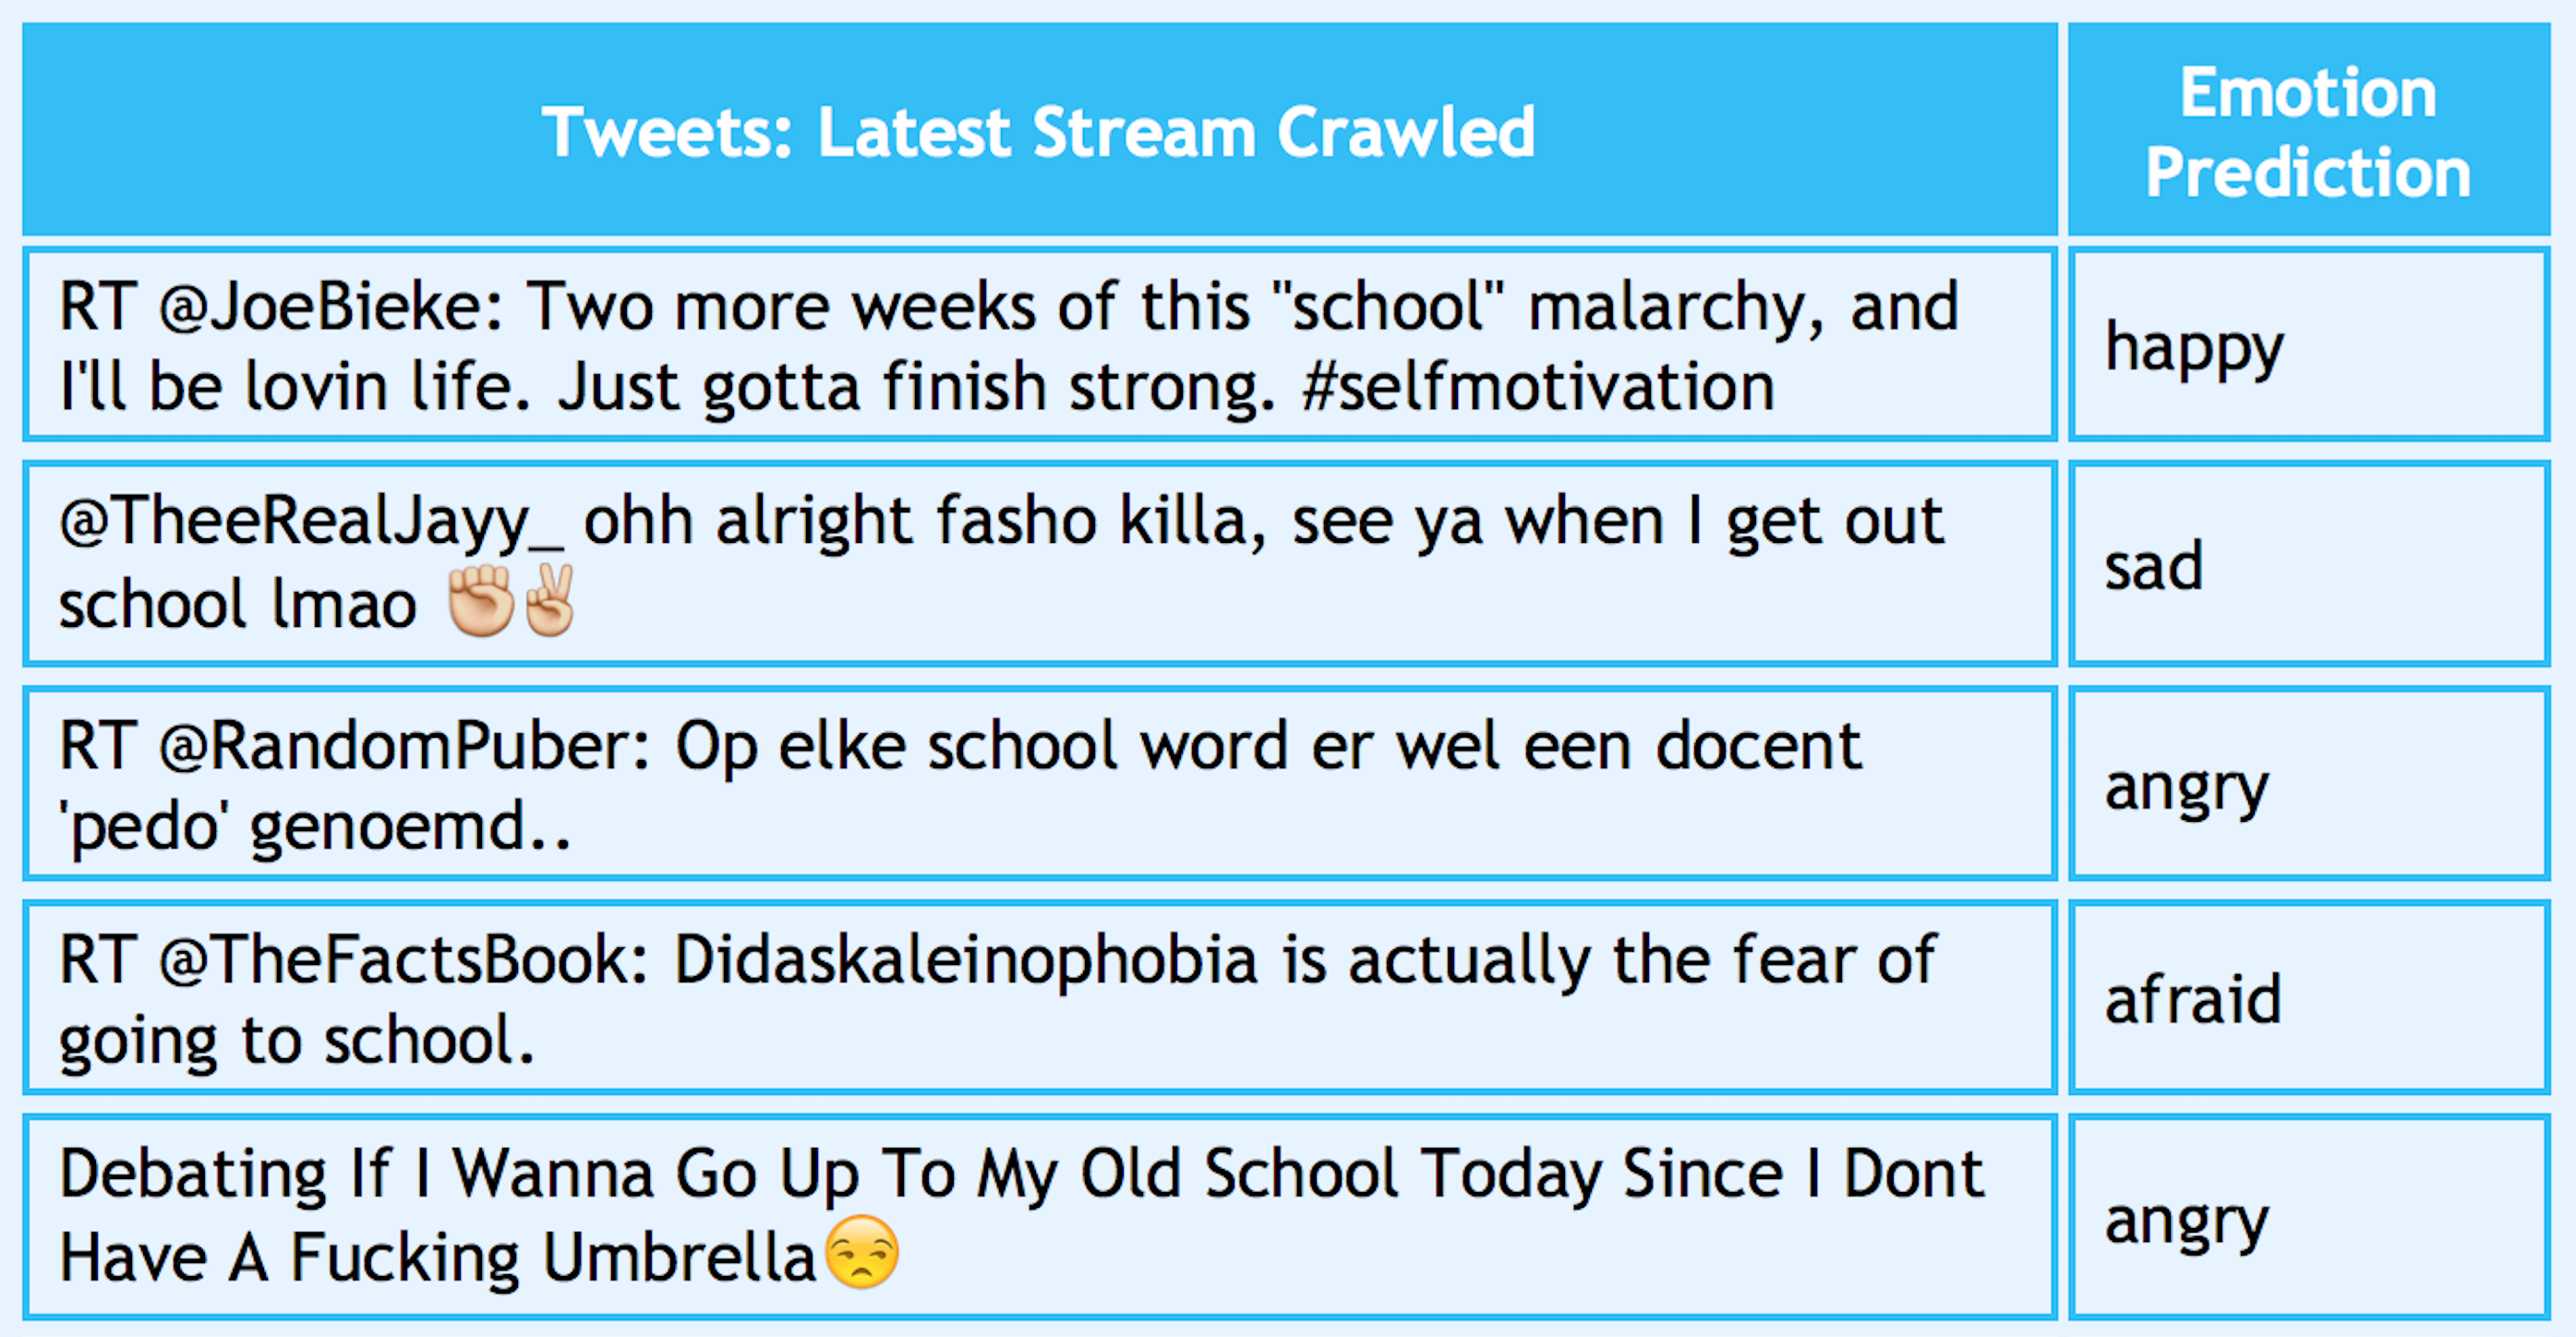 Tweets: Latest Stream Crawled
Emotion
Prediction
RT @JoeBieke: Two more weeks of this "school" malarchy, and
I'll be lovin life. Just gotta finish strong. #selfmotivation
happy
@TheeRealJayy_ ohh alright fasho killa, see ya when I get out
school lmao ✊✌
sad
RT @RandomPuber: Op elke school word er wel een docent
'pedo' genoemd..
angry
RT @TheFactsBook: Didaskaleinophobia is actually the fear of
going to school.
afraid
Debating If I Wanna Go Up To My Old School Today Since I Dont
Have A Fucking Umbrella😒
angry